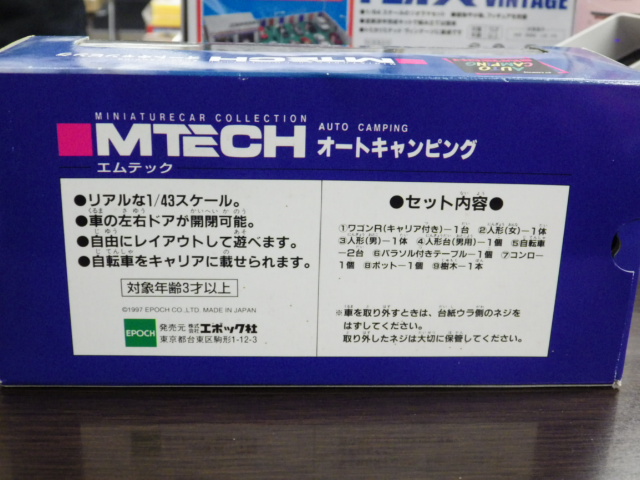 VINTAGE
AUTO
CAMPING
MINIATURECAR COLLECTION
MTECH
AUTO CAMPING
オートキャンピング
エムテック
●リアルな1/43スケール。
●車の左右ドアが開閉可能。
●自由にレイアウトして遊べます。
●自転車をキャリアに載せられます。
対象年齢3才以上
©1997 EPOCH CO., LTD. MADE IN JAPAN
EPOCH
発売元 株式会社 エポック社
東京都台東区駒形1-12-3
●セット内容●
①ワゴンR(キャリア付き)―1台 ②人形(女)―1体
③人形(男)―1体 ④人形台(男用)―1個 ⑤自転車
―2台 ⑥パラソル付きテーブル―1個 ⑦コンロ―
1個 ⑧ポット―1個 ⑨樹木―1本
※車を取り外すときは、台紙ウラ側のネジを
はずしてください。
取り外したネジは大切に保管してください。